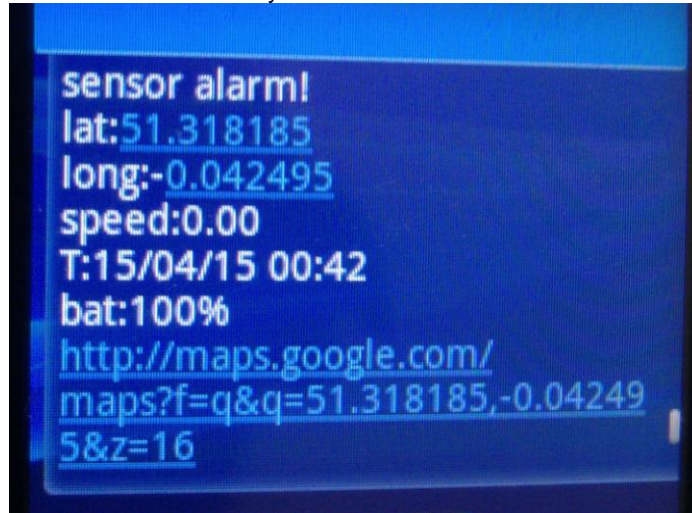 sensor alarm!
lat:51.318185
long:-0.042495
speed:0.00
T:15/04/15 00:42
bat:100%
http://maps.google.com/
maps?f=q&q=51.318185,-0.04249
5&z=16